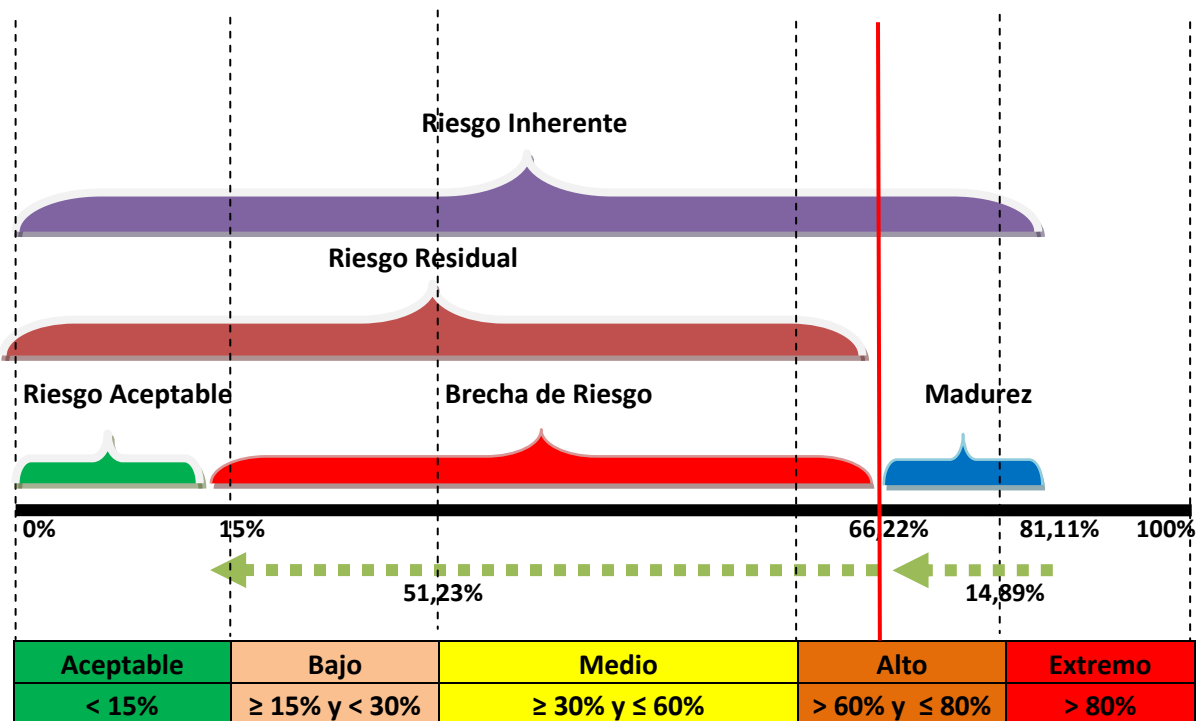 Riesgo Inherente
Riesgo Residual
Riesgo Aceptable Brecha de Riesgo Madurez
0% 15% 66,22% 81,11% 100%
51,23% 14,89%
Aceptable Bajo Medio Alto Extremo
< 15% ≥ 15% y < 30% ≥ 30% y ≤ 60% > 60% y ≤ 80% > 80%